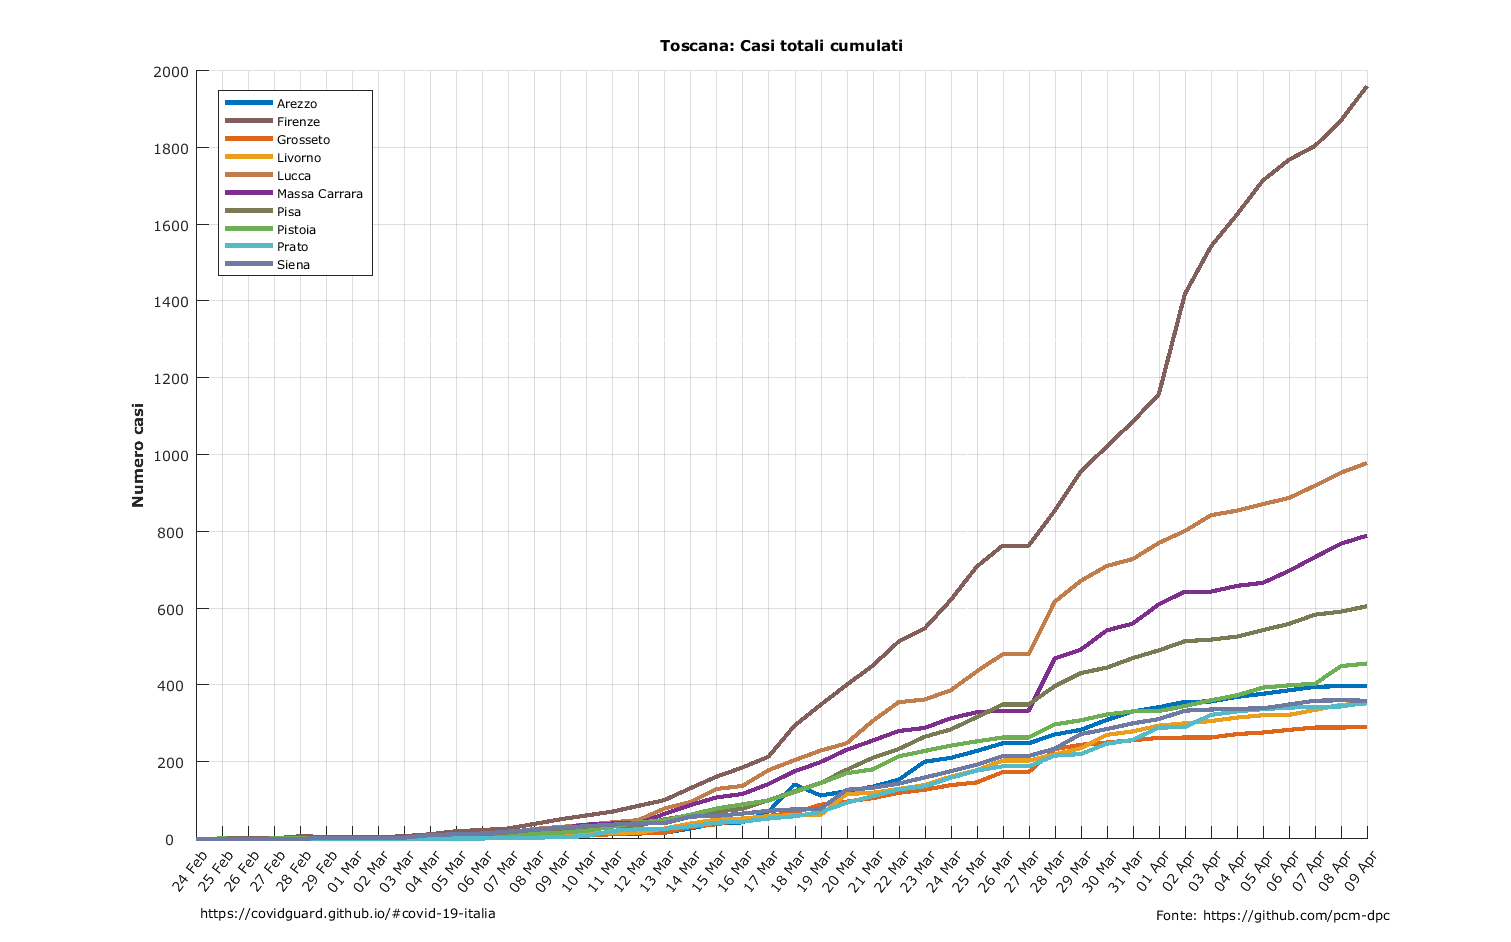 Toscana: Casi totali cumulati
2000
1800
1600
1400
1200
1000
800
600
400
200
0
Numero casi
Arezzo
Firenze
Grosseto
Livorno
Lucca
Massa Carrara
Pisa
Pistoia
Prato
Siena
24 Feb
25 Feb
26 Feb
27 Feb
28 Feb
29 Feb
01 Mar
02 Mar
03 Mar
04 Mar
05 Mar
06 Mar
07 Mar
08 Mar
09 Mar
10 Mar
11 Mar
12 Mar
13 Mar
14 Mar
15 Mar
16 Mar
17 Mar
18 Mar
19 Mar
20 Mar
21 Mar
22 Mar
23 Mar
24 Mar
25 Mar
26 Mar
27 Mar
28 Mar
29 Mar
30 Mar
31 Mar
01 Apr
02 Apr
03 Apr
04 Apr
05 Apr
06 Apr
07 Apr
08 Apr
09 Apr
https://covidguard.github.io/#covid-19-italia
Fonte: https://github.com/pcm-dpc